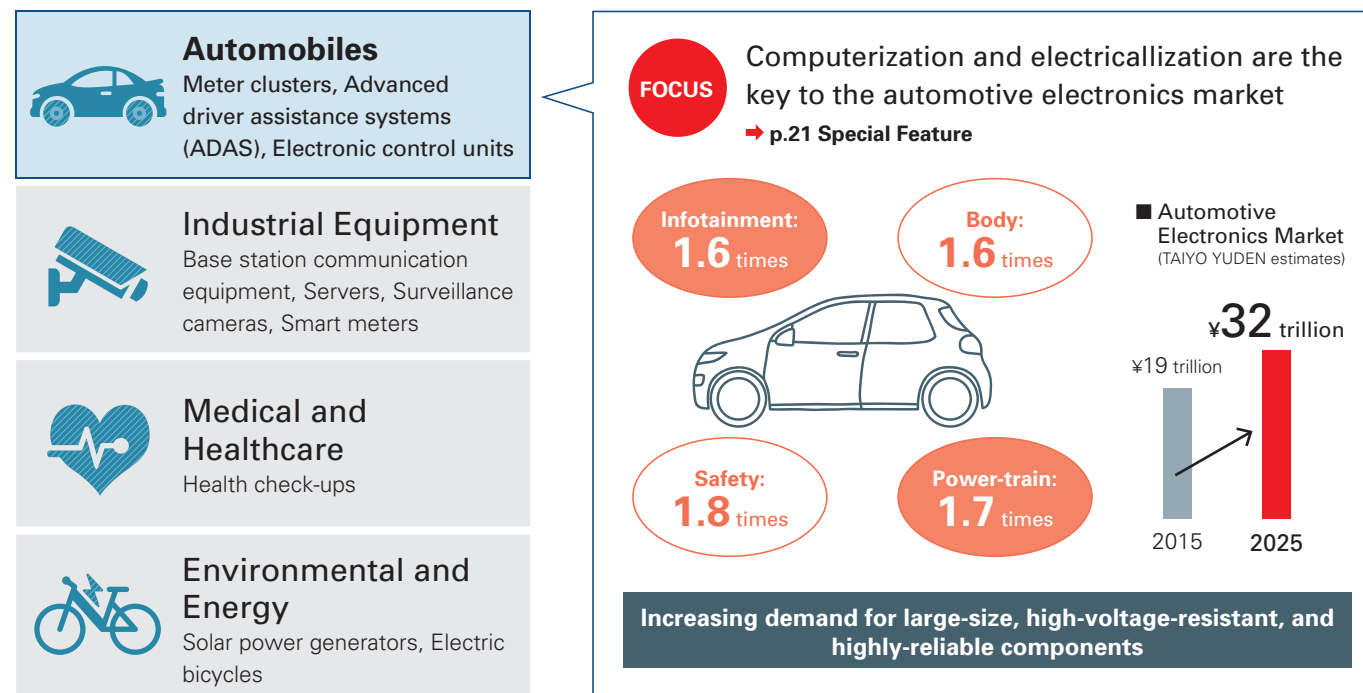 Automobiles
Meter clusters, Advanced
driver assistance systems
(ADAS), Electronic control units
Industrial Equipment
Base station communication
equipment, Servers, Surveillance
cameras, Smart meters
Medical and
Healthcare
Health check-ups
Environmental and
Energy
Solar power generators, Electric
bicycles
FOCUS
Computerization and electricallization are the
key to the automotive electronics market
➡ p.21 Special Feature
Infotainment:
1.6 times
Body:
1.6 times
Safety:
1.8 times
Power-train:
1.7 times
■ Automotive
Electronics Market
(TAIYO YUDEN estimates)
¥32 trillion
¥19 trillion
2015
2025
Increasing demand for large-size, high-voltage-resistant, and
highly-reliable components